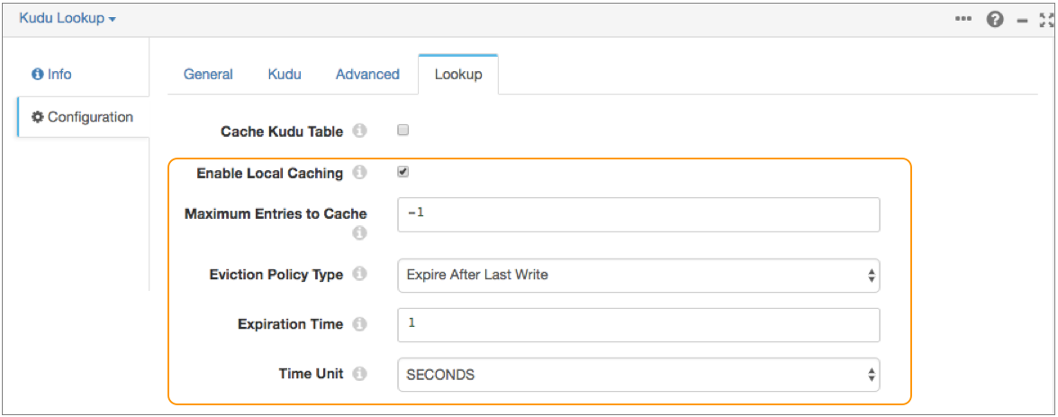 Kudu Lookup
Info
Configuration
General Kudu Advanced Lookup
Cache Kudu Table
Enable Local Caching
Maximum Entries to Cache
-1
Eviction Policy Type Expire After Last Write
Expiration Time 1
Time Unit SECONDS